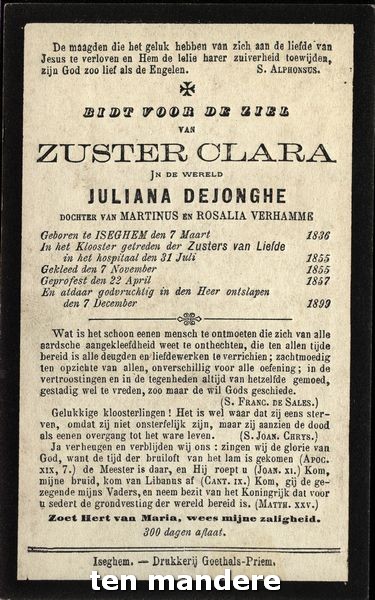 De maagden die het geluk hebben van zich aan de liefde van
Jesus te verloven en Hem de lelie harer zuiverheid toewijden,
zijn God zoo lief als de Engelen. S. ALPHONSUS.
BIDT VOOR DE ZIEL
VAN
ZUSTER CLARA
IN DE WERELD
JULIANA DEJONGHE
DOCHTER VAN MARTINUS EN ROSALIA VERHAMME
Geboren te ISEGHEM den 7 Maart 1836
In het Klooster getreden der Zusters van Liefde
in het hospitaal den 31 Juli 1855
Gekleed den 7 November 1855
Geprofest den 22 April 1857
En aldaar godvruchtig in den Heer ontslapen
den 7 December 1899
Wat is het schoon eenen mensch te ontmoeten die zich van alle
aardsche aangekleefdheid weet te onthechten, die ten allen tijde
bereid is alle deugden en liefdewerken te verrichten; zachtmoedig
ten opzichte van allen, onverschillig voor alle oefening; in de
vertroostingen en in de tegenheden altijd van hetzelfde gemoed,
gestadig wel te vreden, zoo maar de wil Gods geschiede.
(S. FRANC. DE SALES.)
Gelukkige kloosterlingen! Het is wel waar dat zij eens ster-
ven, omdat zij niet onsterfelijk zijn, maar zij aanzien de dood
als eenen overgang tot het ware leven. (S. JOAN. CHRYS.)
Ja verheugen en verblijden wij ons: zingen wij de glorie van
God, want de tijd der bruiloft van het lam is gekomen (APOC.
XIX, 7.) de Meester is daar, en Hij roept u (JOAN. XI.) Kom,
mijne bruid, kom van Libanus af (CANT. IX.) Kom, gij de ge-
zegende mijns Vaders, en neem bezit van het Koningrijk dat voor
u sedert de grondvesting der wereld bereid is. (MATTH. XXV.)
Zoet Hert van Maria, wees mijne zaligheid.
300 dagen aflaat.
Iseghem. — Drukkerij Goethals-Priem.
ten mandere